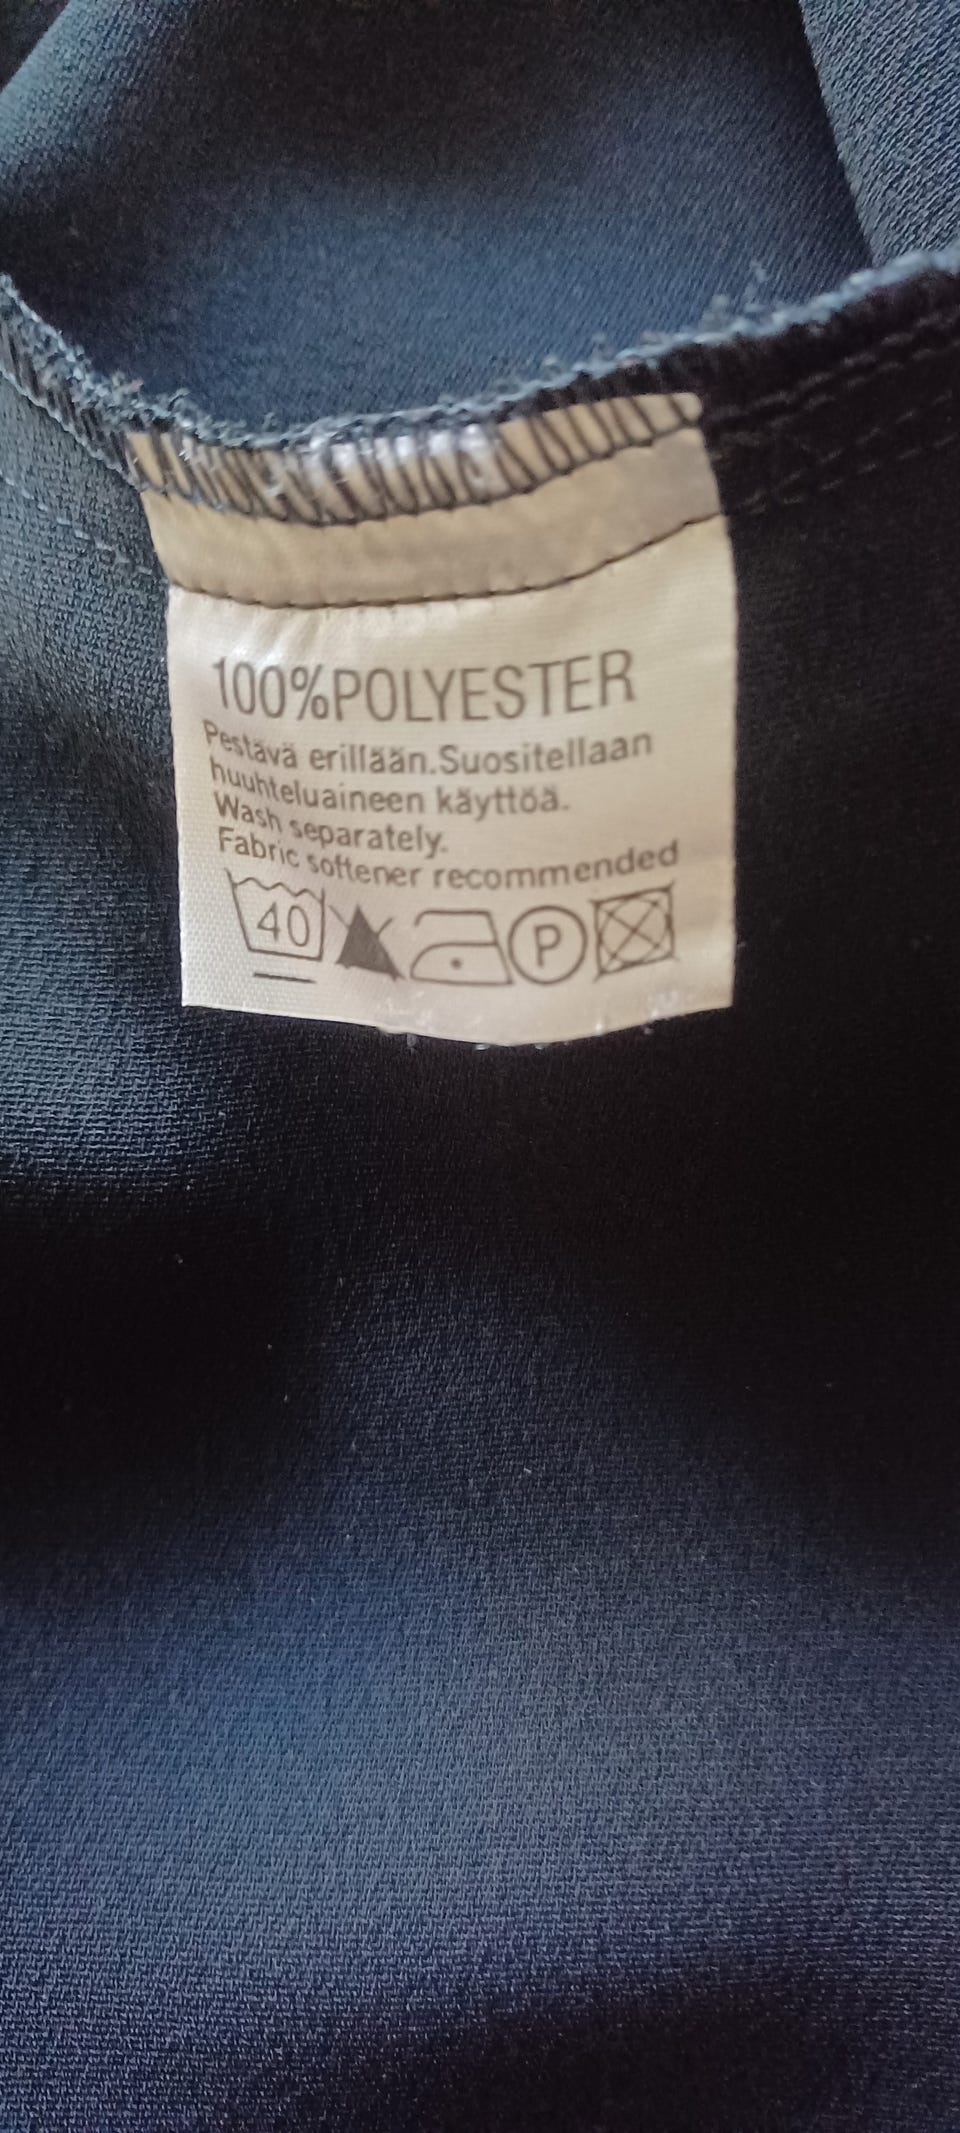 100%POLYESTER
Pestävä erillään.Suositellaan
huuhteluaineen käyttöä.
Wash separately.
Fabric softener recommended
40 P